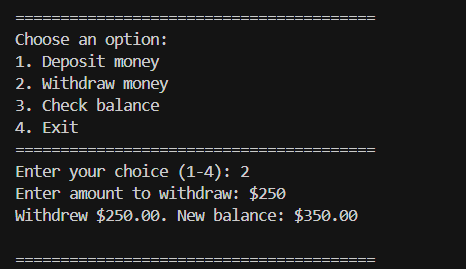 ========================================
Choose an option:
1. Deposit money
2. Withdraw money
3. Check balance
4. Exit
========================================
Enter your choice (1-4): 2
Enter amount to withdraw: $250
Withdrew $250.00. New balance: $350.00
========================================